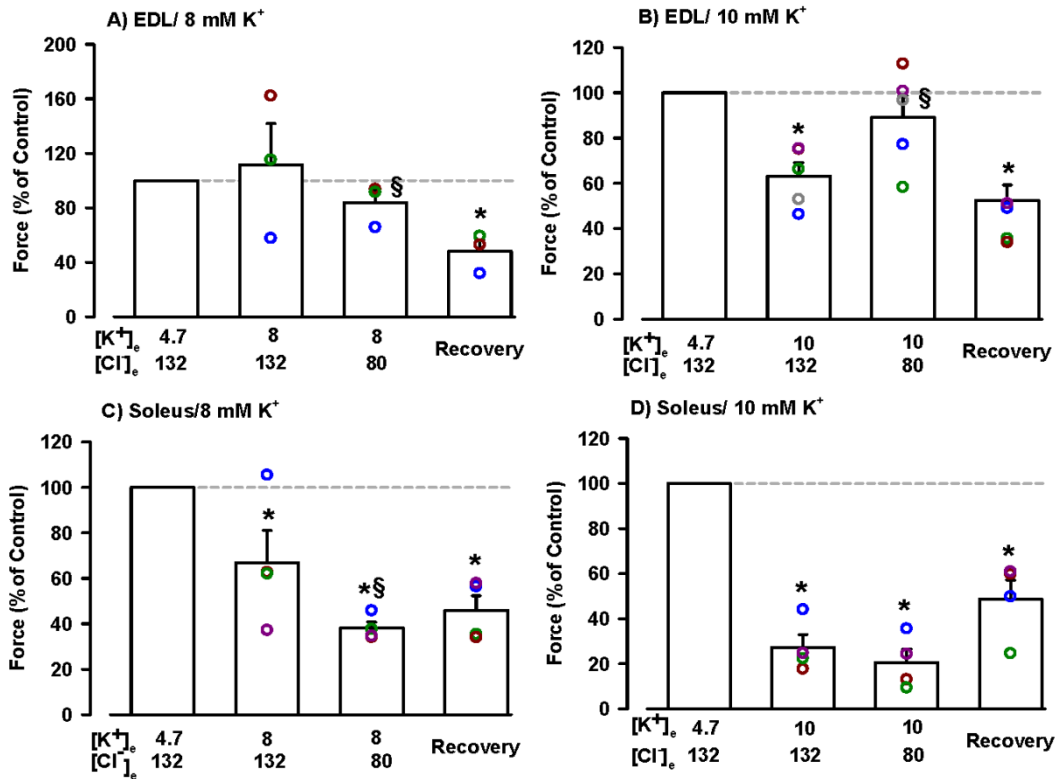 A) EDL/ 8 mM K⁺
Force (% of Control)
200
160
120
80
40
0
§
*
[K⁺]ₑ 4.7 8 8 Recovery
[Cl⁻]ₑ 132 132 80
B) EDL/ 10 mM K⁺
Force (% of Control)
120
100
80
60
40
20
0
*
§
*
[K⁺]ₑ 4.7 10 10 Recovery
[Cl⁻]ₑ 132 132 80
C) Soleus/8 mM K⁺
Force (% of Control)
120
100
80
60
40
20
0
*
*§
*
[K⁺]ₑ 4.7 8 8 Recovery
[Cl⁻]ₑ 132 132 80
D) Soleus/ 10 mM K⁺
Force (% of Control)
120
100
80
60
40
20
0
*
*
*
[K⁺]ₑ 4.7 10 10 Recovery
[Cl⁻]ₑ 132 132 80